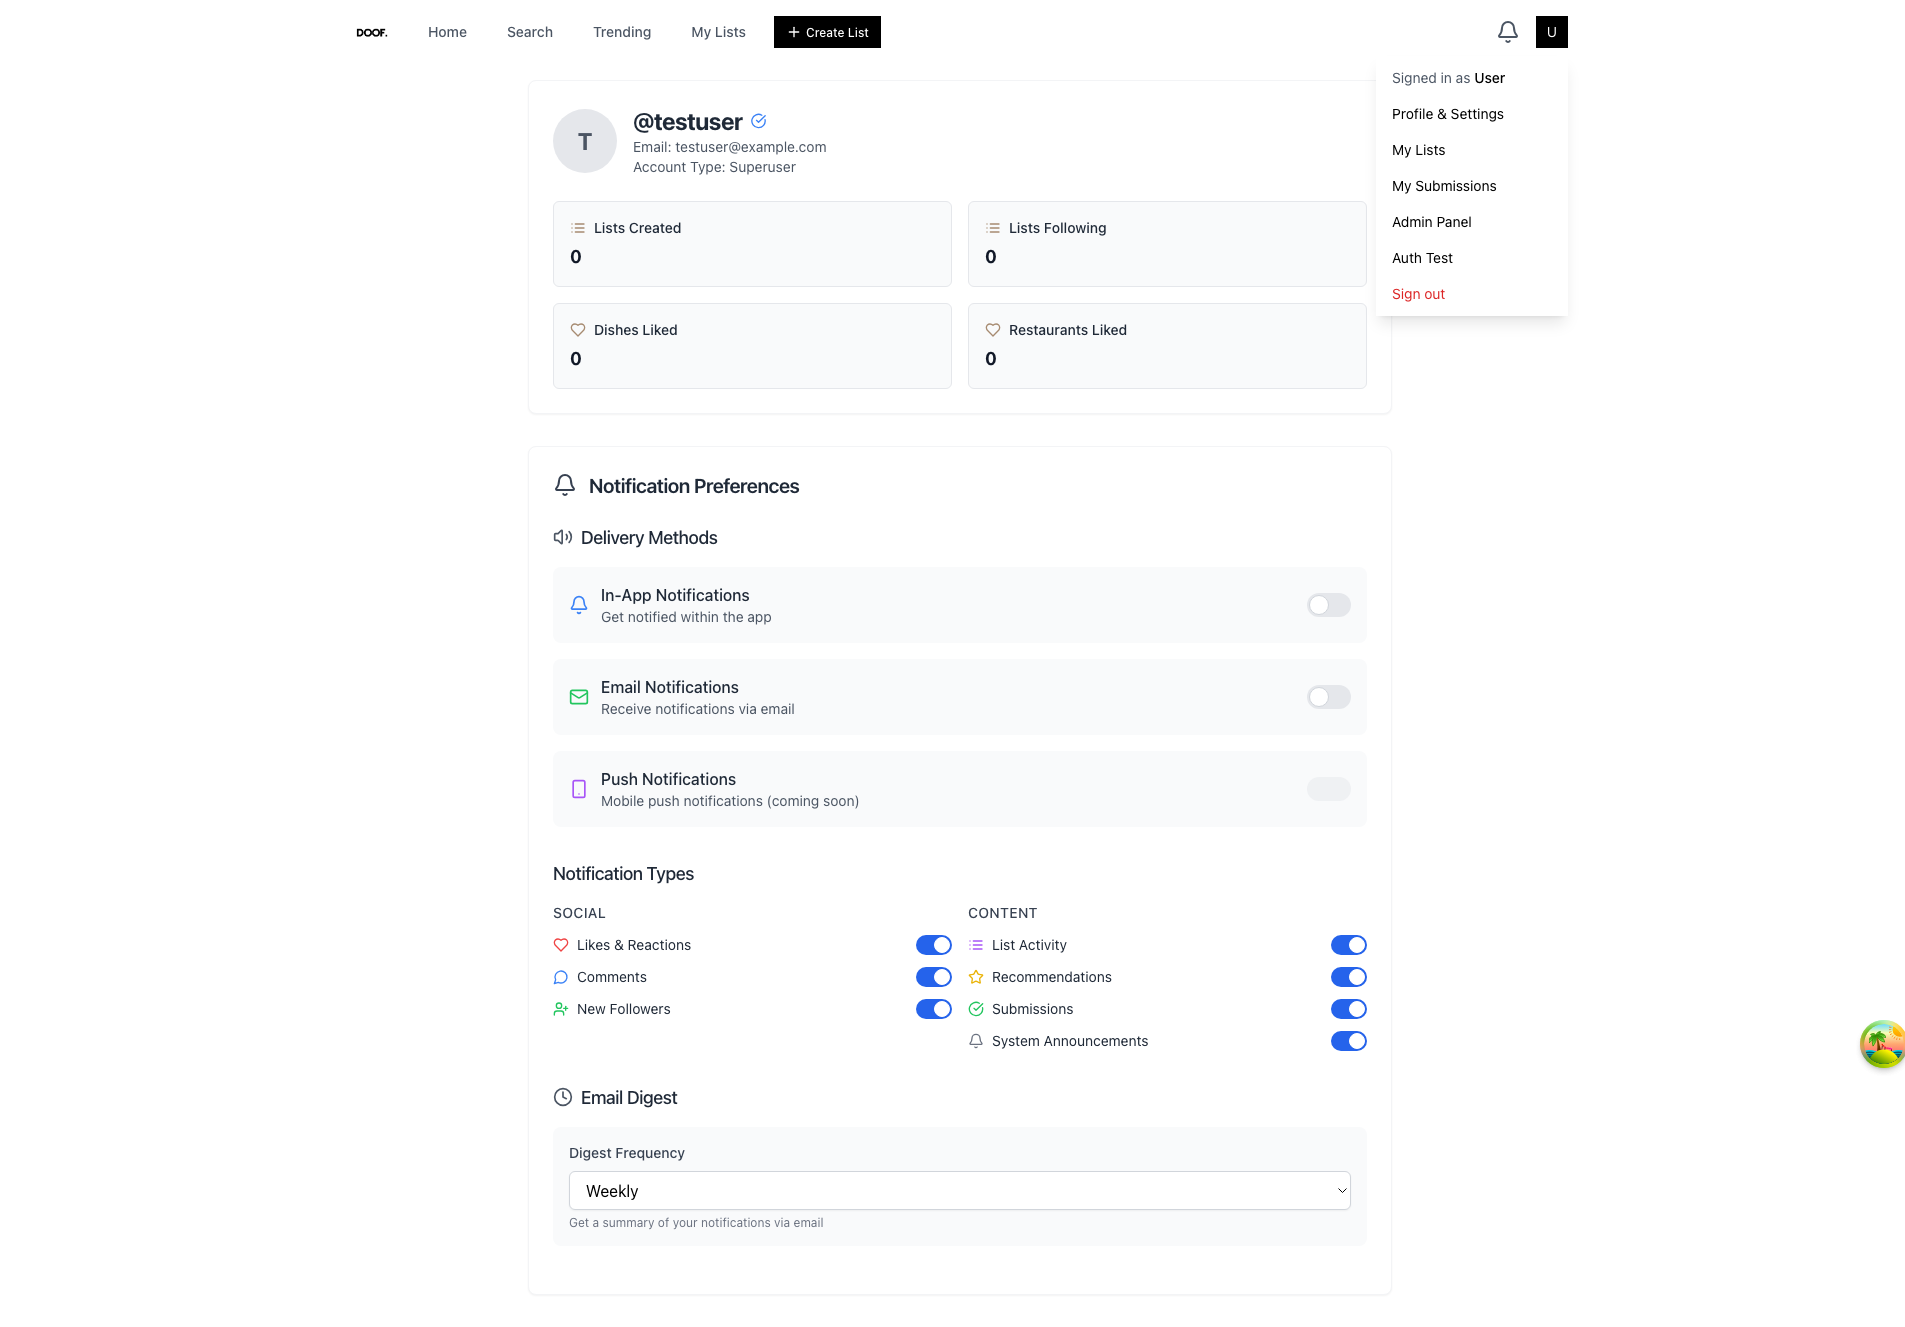 DOOF.
Home
Search
Trending
My Lists
Create List
U
Signed in as User
Profile & Settings
My Lists
My Submissions
Admin Panel
Auth Test
Sign out
T
@testuser
Email: testuser@example.com
Account Type: Superuser
Lists Created
0
Lists Following
0
Dishes Liked
0
Restaurants Liked
0
Notification Preferences
Delivery Methods
In-App Notifications
Get notified within the app
Email Notifications
Receive notifications via email
Push Notifications
Mobile push notifications (coming soon)
Notification Types
SOCIAL
Likes & Reactions
Comments
New Followers
CONTENT
List Activity
Recommendations
Submissions
System Announcements
Email Digest
Digest Frequency
Weekly
Get a summary of your notifications via email